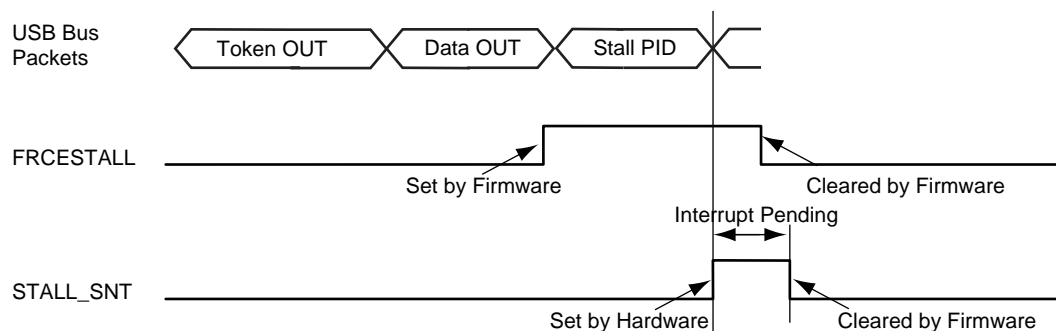 USB Bus
Packets
Token OUT
Data OUT
Stall PID
FRCESTALL
Set by Firmware
Cleared by Firmware
Interrupt Pending
STALL_SNT
Set by Hardware
Cleared by Firmware